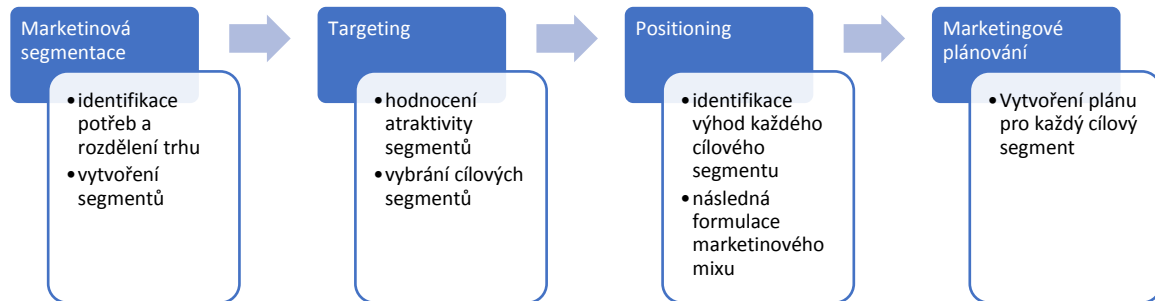 Marketinová
segmentace
•identifikace
potřeb a
rozdělení trhu
•vytvoření
segmentů
Targeting
•hodnocení
atraktivity
segmentů
•vybrání cílových
segmentů
Positioning
•identifikace
výhod každého
cílového
segmentu
•následná
formulace
marketinového
mixu
Marketingové
plánování
•Vytvoření plánu
pro každý cílový
segment